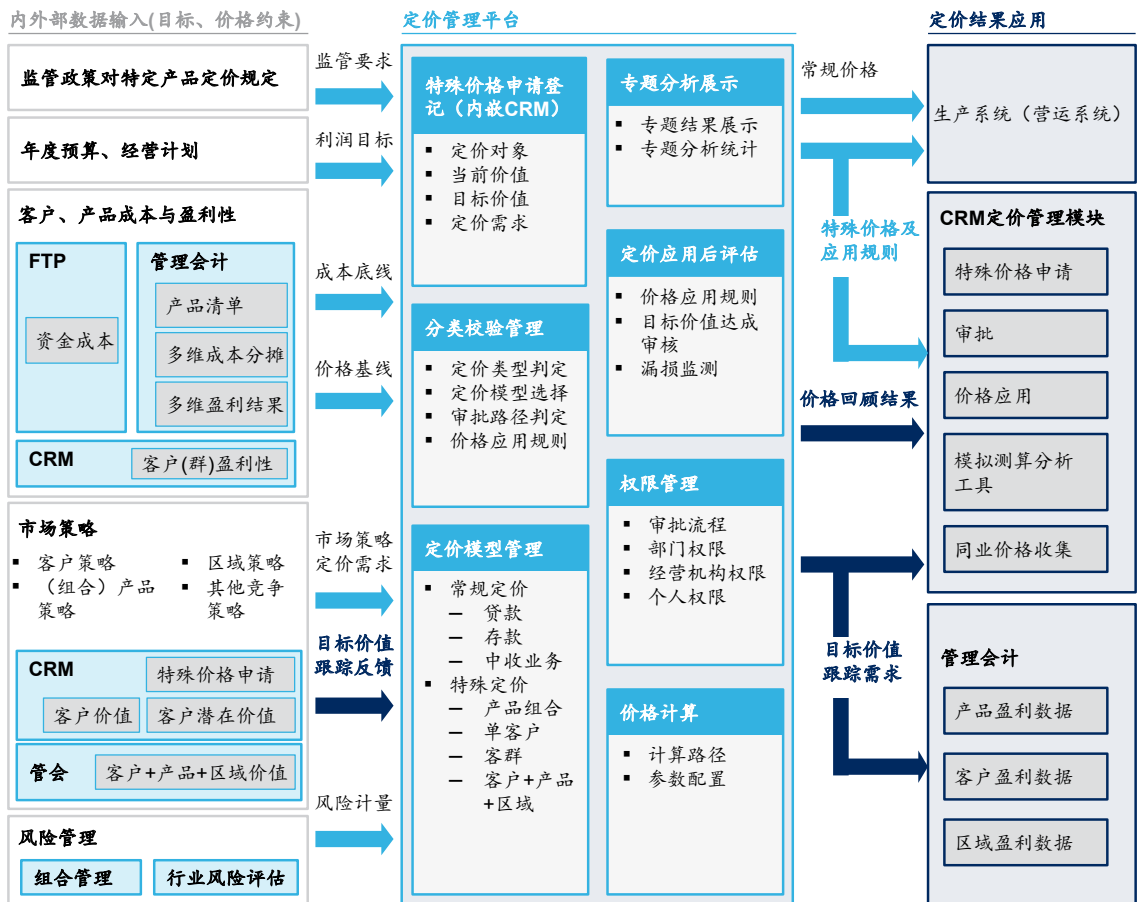 内外部数据输入(目标、价格约束)
监管政策对特定产品定价规定
年度预算、经营计划
客户、产品成本与盈利性
FTP
资金成本
管理会计
产品清单
多维成本分摊
多维盈利结果
CRM
客户(群)盈利性
市场策略
▪ 客户策略
▪ （组合）产品
策略
▪ 区域策略
▪ 其他竞争
策略
CRM
特殊价格申请
客户价值
客户潜在价值
管会
客户+产品+区域价值
风险管理
组合管理
行业风险评估
监管要求
利润目标
成本底线
价格基线
市场策略
定价需求
目标价值
跟踪反馈
风险计量
定价管理平台
特殊价格申请登
记（内嵌CRM）
▪ 定价对象
▪ 当前价值
▪ 目标价值
▪ 定价需求
分类校验管理
▪ 定价类型判定
▪ 定价模型选择
▪ 审批路径判定
▪ 价格应用规则
定价模型管理
▪ 常规定价
— 贷款
— 存款
— 中收业务
▪ 特殊定价
— 产品组合
— 单客户
— 客群
— 客户+产品
+区域
专题分析展示
▪ 专题结果展示
▪ 专题分析统计
定价应用后评估
▪ 价格应用规则
▪ 目标价值达成
审核
▪ 漏损监测
权限管理
▪ 审批流程
▪ 部门权限
▪ 经营机构权限
▪ 个人权限
价格计算
▪ 计算路径
▪ 参数配置
常规价格
特殊价格及
应用规则
价格回顾结果
目标价值
跟踪需求
定价结果应用
生产系统（营运系统）
CRM定价管理模块
特殊价格申请
审批
价格应用
模拟测算分析
工具
同业价格收集
管理会计
产品盈利数据
客户盈利数据
区域盈利数据